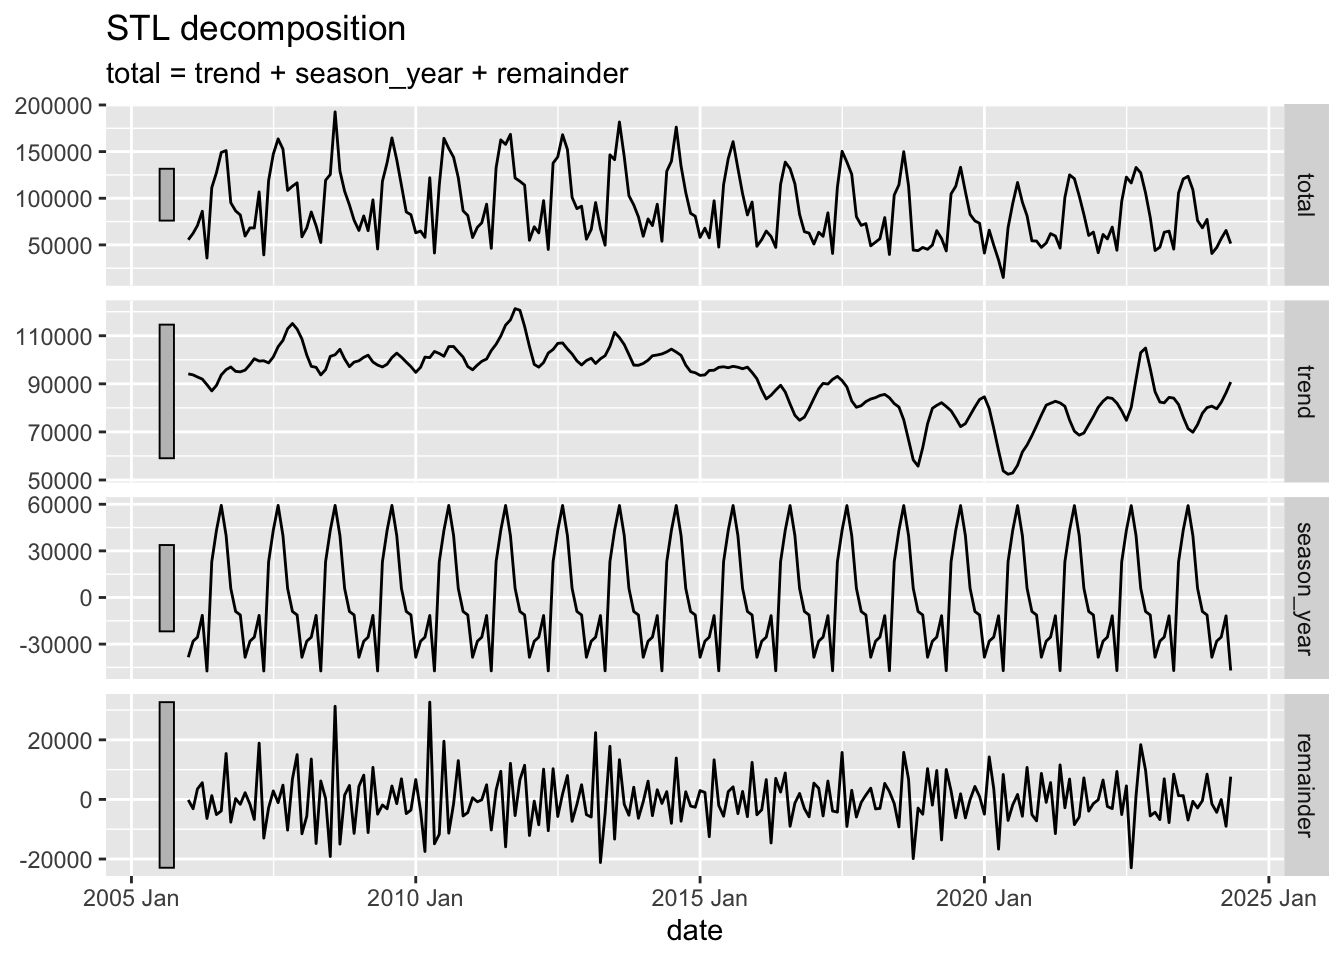 STL decomposition
total = trend + season_year + remainder
200000
150000
100000
50000
total
110000
90000
70000
50000
trend
60000
30000
0
-30000
season_year
20000
0
-20000
remainder
2005 Jan
2010 Jan
2015 Jan
2020 Jan
2025 Jan
date